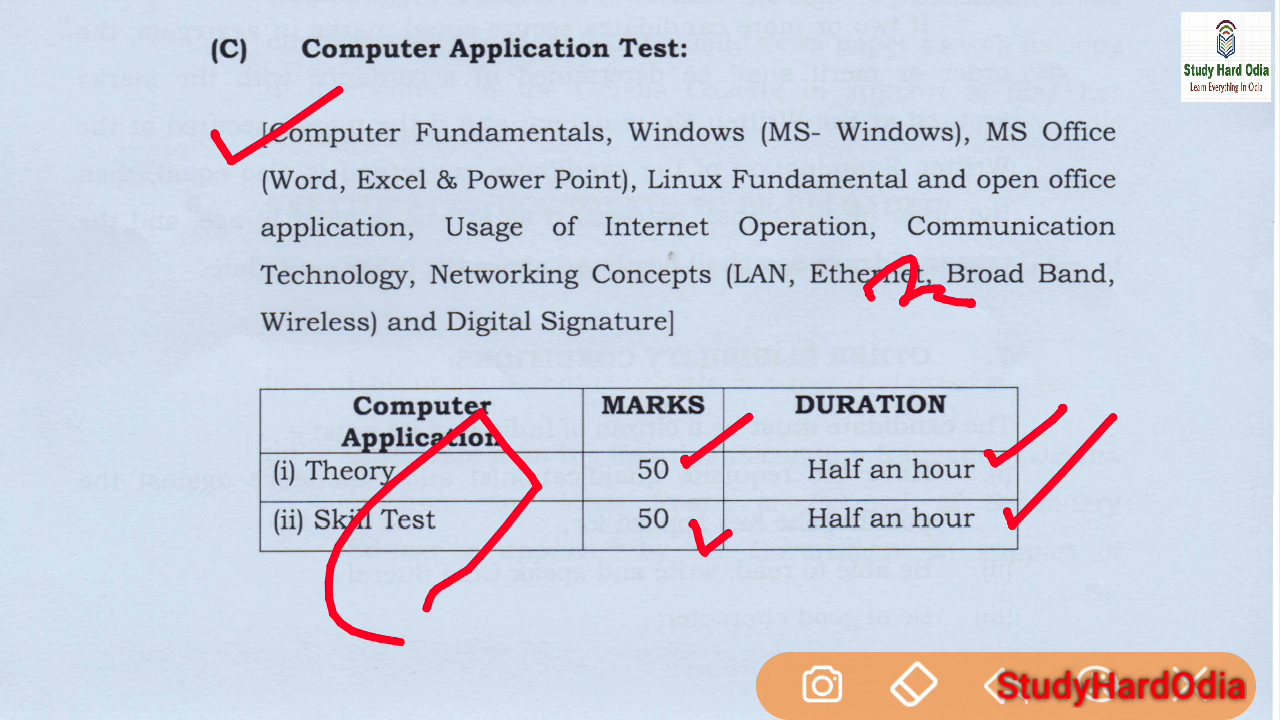 Study Hard Odia
Learn Everything In Odia
(C) Computer Application Test:
[Computer Fundamentals, Windows (MS- Windows), MS Office
(Word, Excel & Power Point), Linux Fundamental and open office
application, Usage of Internet Operation, Communication
Technology, Networking Concepts (LAN, Ethernet, Broad Band,
Wireless) and Digital Signature]
Computer Application MARKS DURATION
(i) Theory 50 Half an hour
(ii) Skill Test 50 Half an hour
StudyHardOdia